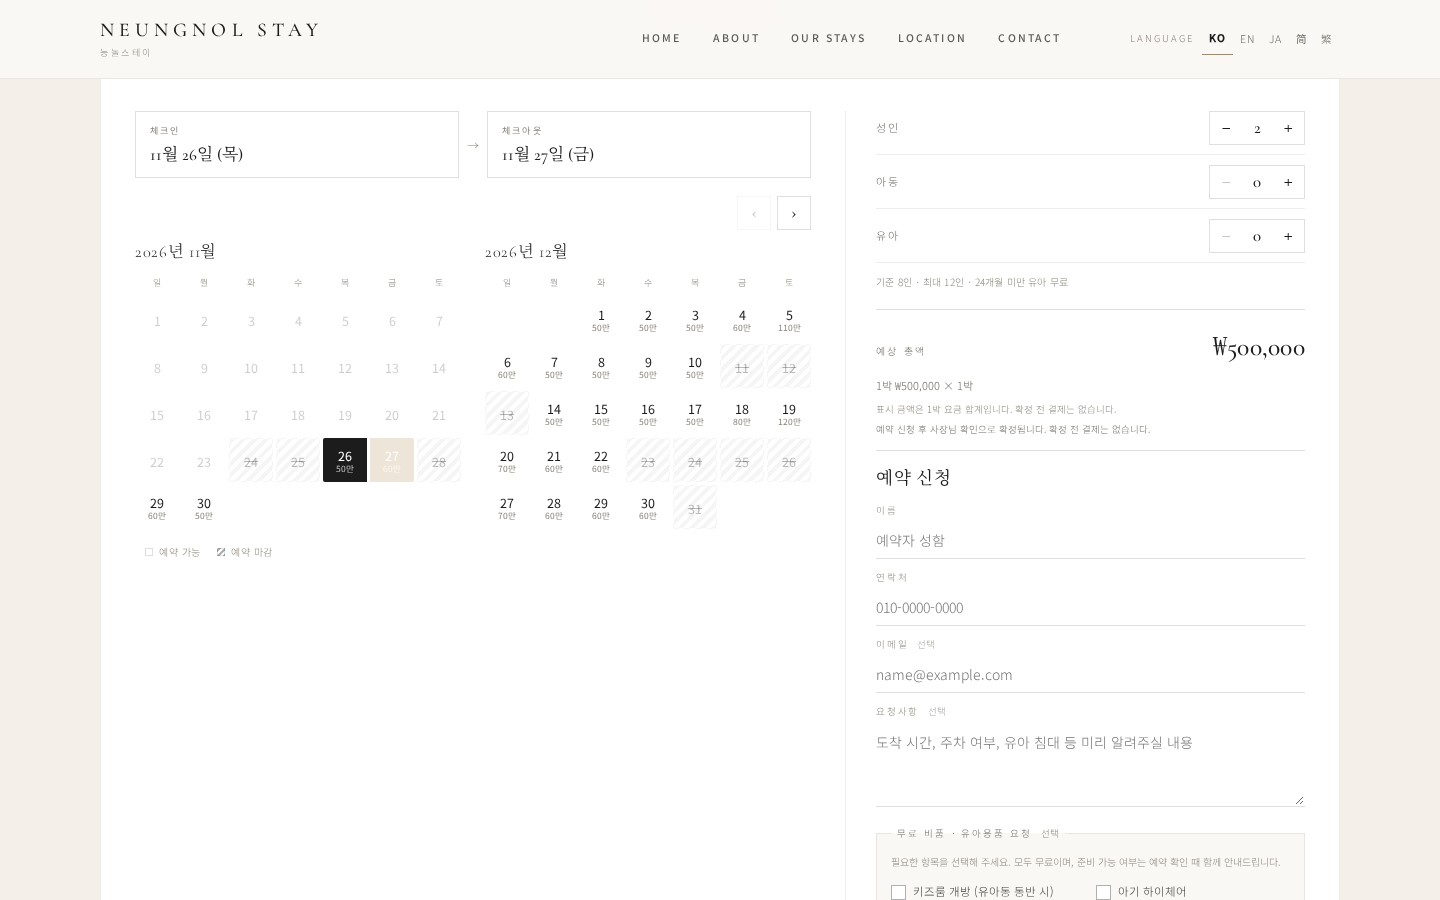 NEUNGNOL STAY
능놀스테이
HOME ABOUT OUR STAYS LOCATION CONTACT
LANGUAGE KO EN JA 简 繁
체크인
11월 26일 (목)
→
체크아웃
11월 27일 (금)
‹ ›
2026년 11월
일 월 화 수 목 금 토
1 2 3 4 5 6 7
8 9 10 11 12 13 14
15 16 17 18 19 20 21
22 23 24 25 26 27 28
50만 60만
29 30
60만 50만
2026년 12월
일 월 화 수 목 금 토
1 2 3 4 5
50만 50만 50만 60만 110만
6 7 8 9 10 11 12
60만 50만 50만 50만 50만
13 14 15 16 17 18 19
50만 50만 50만 50만 80만 120만
20 21 22 23 24 25 26
70만 60만 60만
27 28 29 30 31
70만 60만 60만 60만
예약 가능 예약 마감
성인 − 2 +
아동 − 0 +
유아 − 0 +
기준 8인 · 최대 12인 · 24개월 미만 유아 무료
예상 총액 ₩500,000
1박 ₩500,000 × 1박
표시 금액은 1박 요금 합계입니다. 확정 전 결제는 없습니다.
예약 신청 후 사장님 확인으로 확정됩니다. 확정 전 결제는 없습니다.
예약 신청
이름
예약자 성함
연락처
010-0000-0000
이메일 선택
name@example.com
요청사항 선택
도착 시간, 주차 여부, 유아 침대 등 미리 알려주실 내용
무료 비품 · 유아용품 요청 선택
필요한 항목을 선택해 주세요. 모두 무료이며, 준비 가능 여부는 예약 확인 때 함께 안내드립니다.
키즈룸 개방 (유아동 동반 시) 아기 하이체어